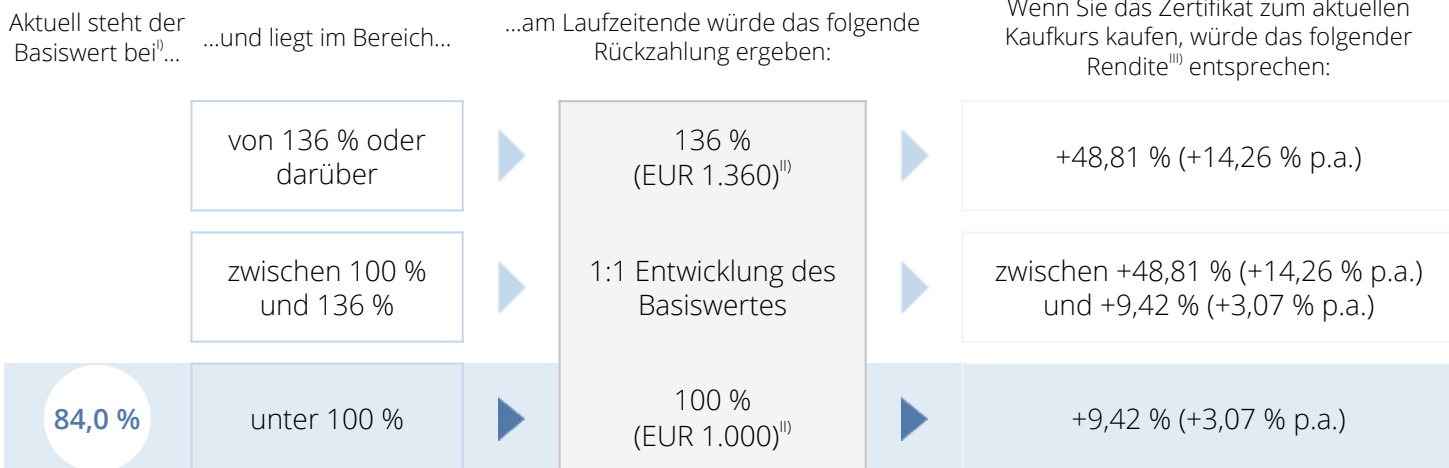 Aktuell steht der
Basiswert bei^I)...
...und liegt im Bereich...
...am Laufzeitende würde das folgende
Rückzahlung ergeben:
Wenn Sie das Zertifikat zum aktuellen
Kaufkurs kaufen, würde das folgender
Rendite^III) entsprechen:
von 136 % oder
darüber
136 %
(EUR 1.360)^II)
+48,81 % (+14,26 % p.a.)
zwischen 100 %
und 136 %
1:1 Entwicklung des
Basiswertes
zwischen +48,81 % (+14,26 % p.a.)
und +9,42 % (+3,07 % p.a.)
84,0 %
unter 100 %
100 %
(EUR 1.000)^II)
+9,42 % (+3,07 % p.a.)